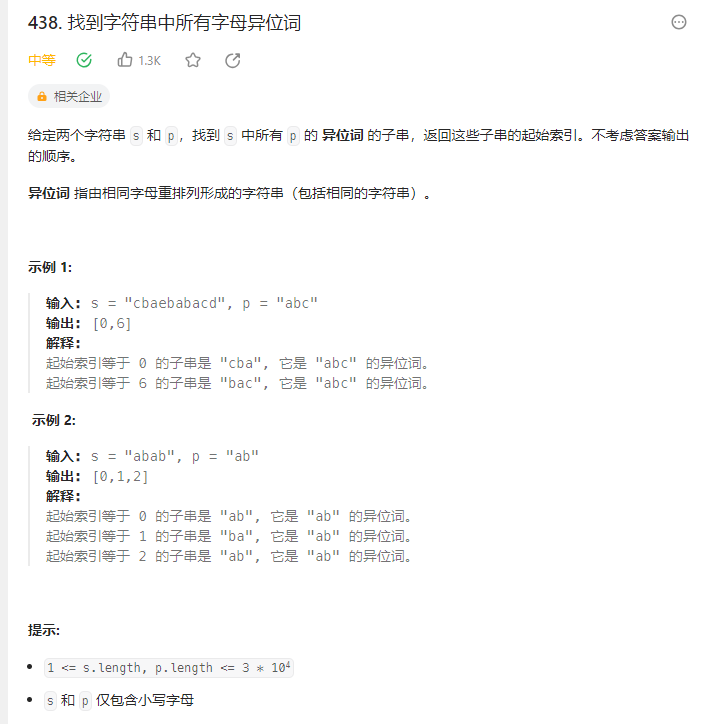 438. 找到字符串中所有字母异位词
中等 1.3K
相关企业
给定两个字符串 s 和 p，找到 s 中所有 p 的 异位词 的子串，返回这些子串的起始索引。不考虑答案输出
的顺序。
异位词 指由相同字母重排列形成的字符串（包括相同的字符串）。
示例 1:
输入: s = "cbaebabacd", p = "abc"
输出: [0,6]
解释:
起始索引等于 0 的子串是 "cba", 它是 "abc" 的异位词。
起始索引等于 6 的子串是 "bac", 它是 "abc" 的异位词。
示例 2:
输入: s = "abab", p = "ab"
输出: [0,1,2]
解释:
起始索引等于 0 的子串是 "ab", 它是 "ab" 的异位词。
起始索引等于 1 的子串是 "ba", 它是 "ab" 的异位词。
起始索引等于 2 的子串是 "ab", 它是 "ab" 的异位词。
提示:
• 1 <= s.length, p.length <= 3 * 10⁴
• s 和 p 仅包含小写字母